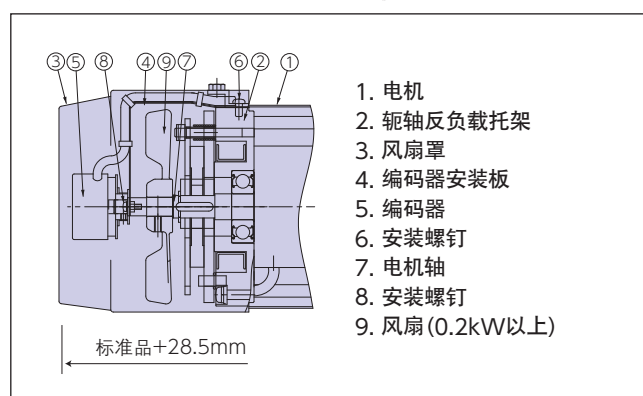 ③⑤ ⑧ ④⑨⑦ ⑥② ①
标准品+28.5mm
1. 电机
2. 轭轴反负载托架
3. 风扇罩
4. 编码器安装板
5. 编码器
6. 安装螺钉
7. 电机轴
8. 安装螺钉
9. 风扇(0.2kW以上)